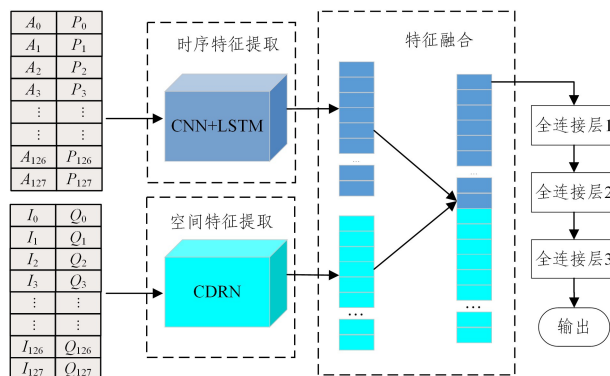 A0 P0
A1 P1
A2 P2
A3 P3
⋮ ⋮
⋮ ⋮
A126 P126
A127 P127
时序特征提取
CNN+LSTM
I0 Q0
I1 Q1
I2 Q2
I3 Q3
⋮ ⋮
⋮ ⋮
I126 Q126
I127 Q127
空间特征提取
CDRN
特征融合
...
...
...
...
全连接层1
全连接层2
全连接层3
输出